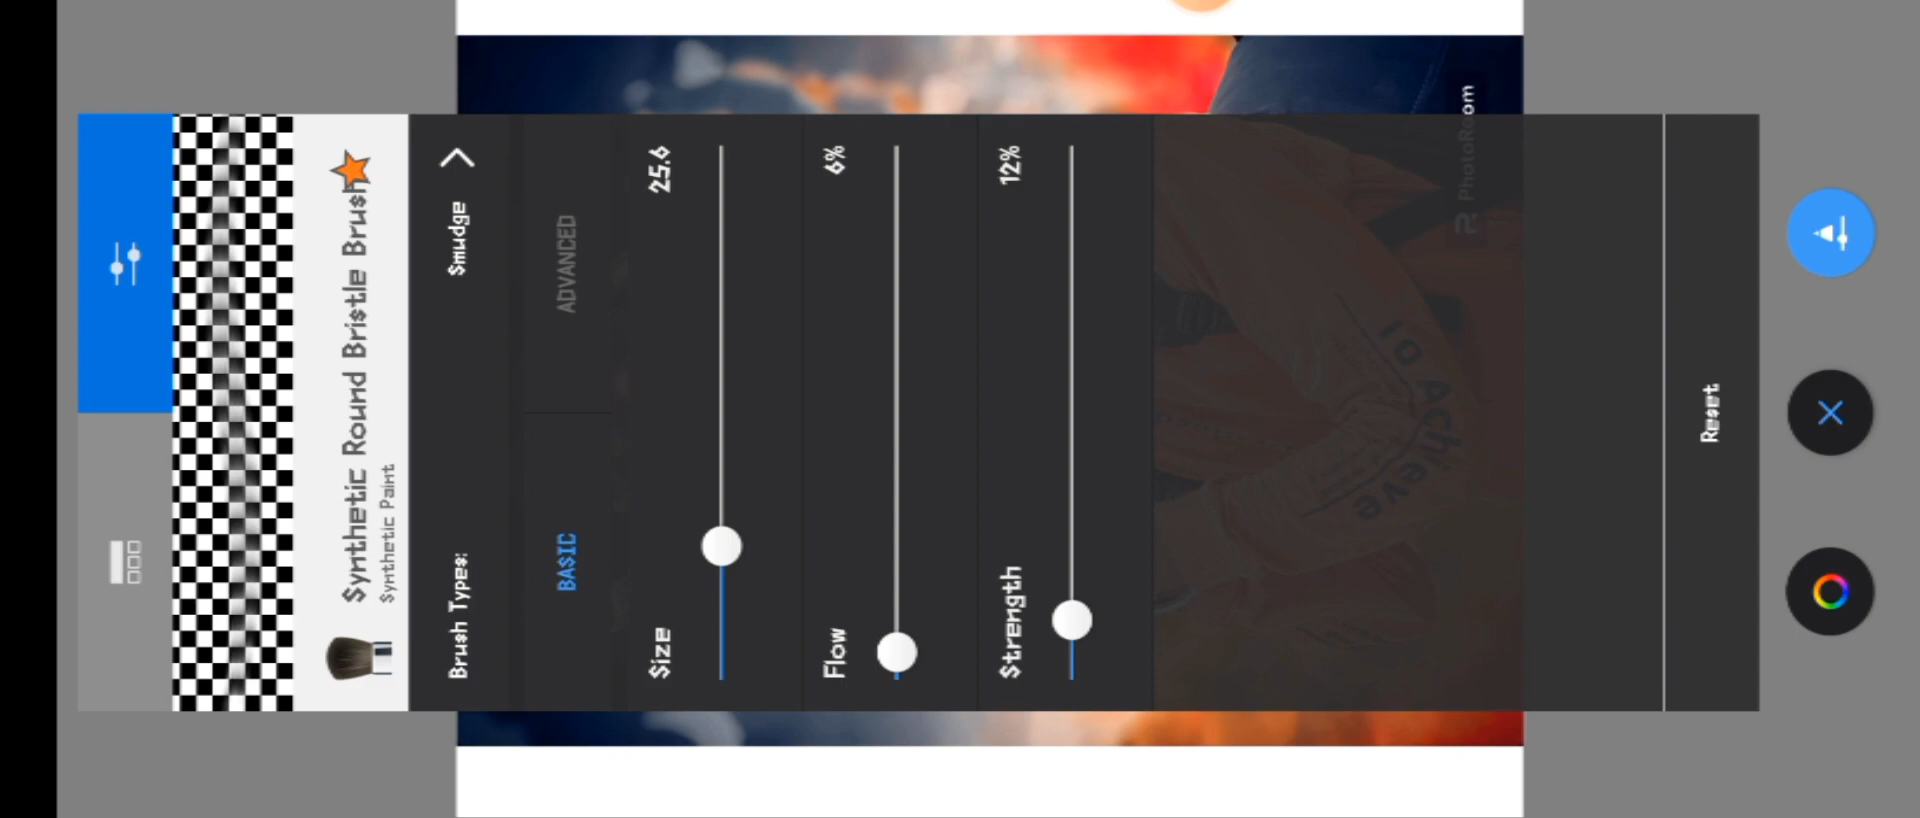 Synthetic Round Bristle Brush
Synthetic Paint
Brush Types: Smudge
BASIC ADVANCED
Size 25.6
Flow 6%
Strength 12%
To Achieve
PhotoRoom
Reset